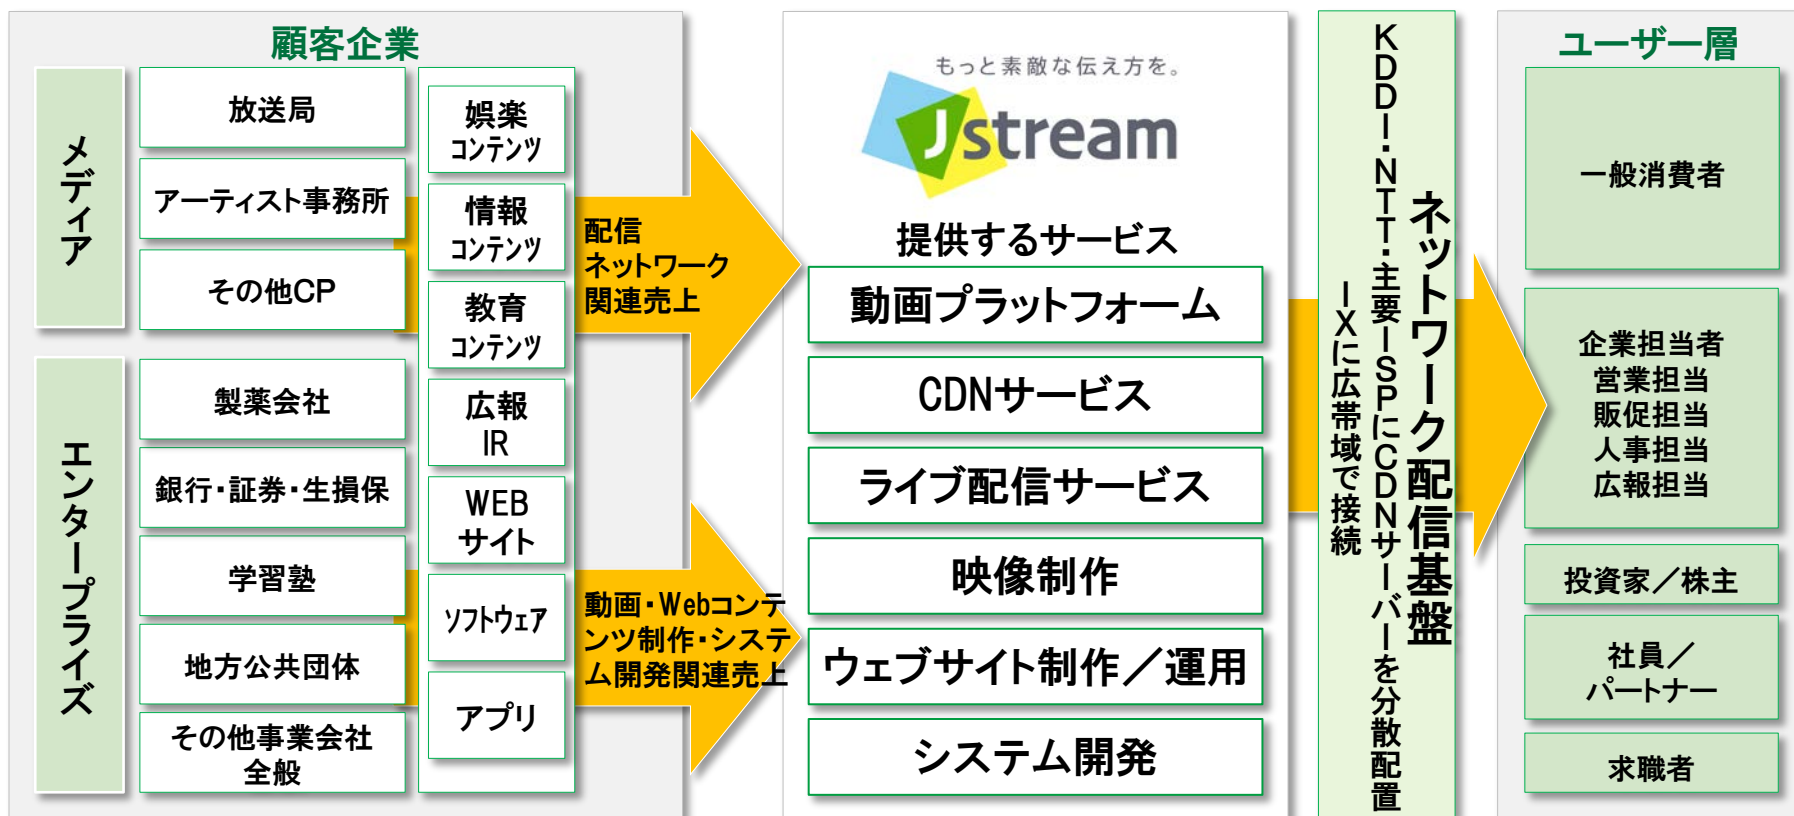 顧客企業
メディア
放送局
アーティスト事務所
その他CP
エンタープライズ
製薬会社
銀行・証券・生損保
学習塾
地方公共団体
その他事業会社
全般
娯楽
コンテンツ
情報
コンテンツ
教育
コンテンツ
広報
IR
WEB
サイト
ソフトウェア
アプリ
配信
ネットワーク
関連売上
動画・Webコンテ
ンツ制作・システ
ム開発関連売上
もっと素敵な伝え方を。
Jstream
提供するサービス
動画プラットフォーム
CDNサービス
ライブ配信サービス
映像制作
ウェブサイト制作／運用
システム開発
ネットワーク配信基盤
KDDI・NTT・主要ISPにCDNサーバーを分散配置
IXに広帯域で接続
ユーザー層
一般消費者
企業担当者
営業担当
販促担当
人事担当
広報担当
投資家／株主
社員／
パートナー
求職者